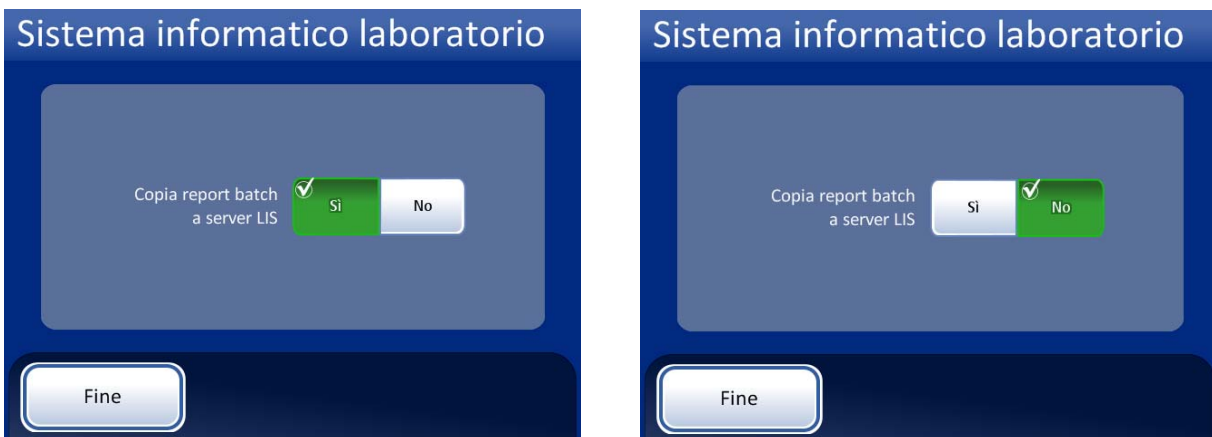 Sistema informatico laboratorio
Copia report batch
a server LIS
Sì
No
Fine
Sistema informatico laboratorio
Copia report batch
a server LIS
Sì
No
Fine